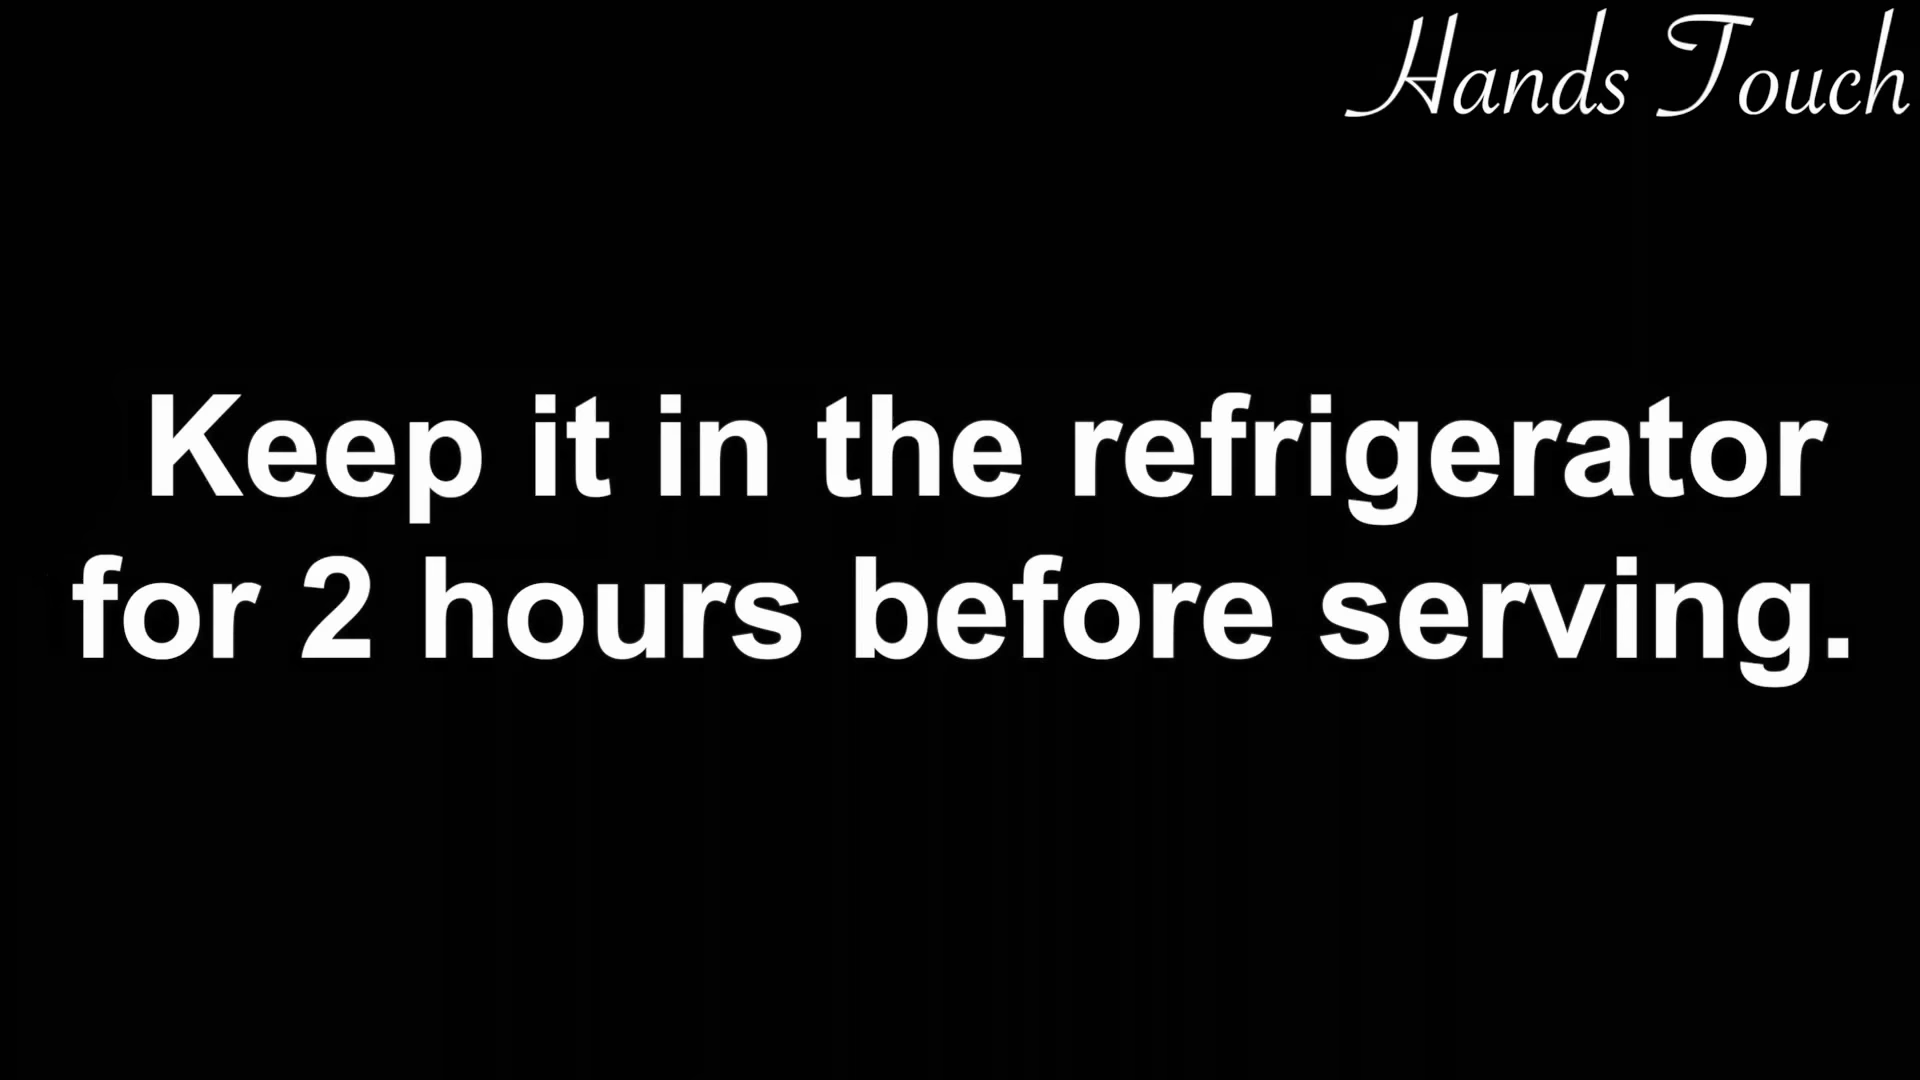 Hands Touch
Keep it in the refrigerator
for 2 hours before serving.